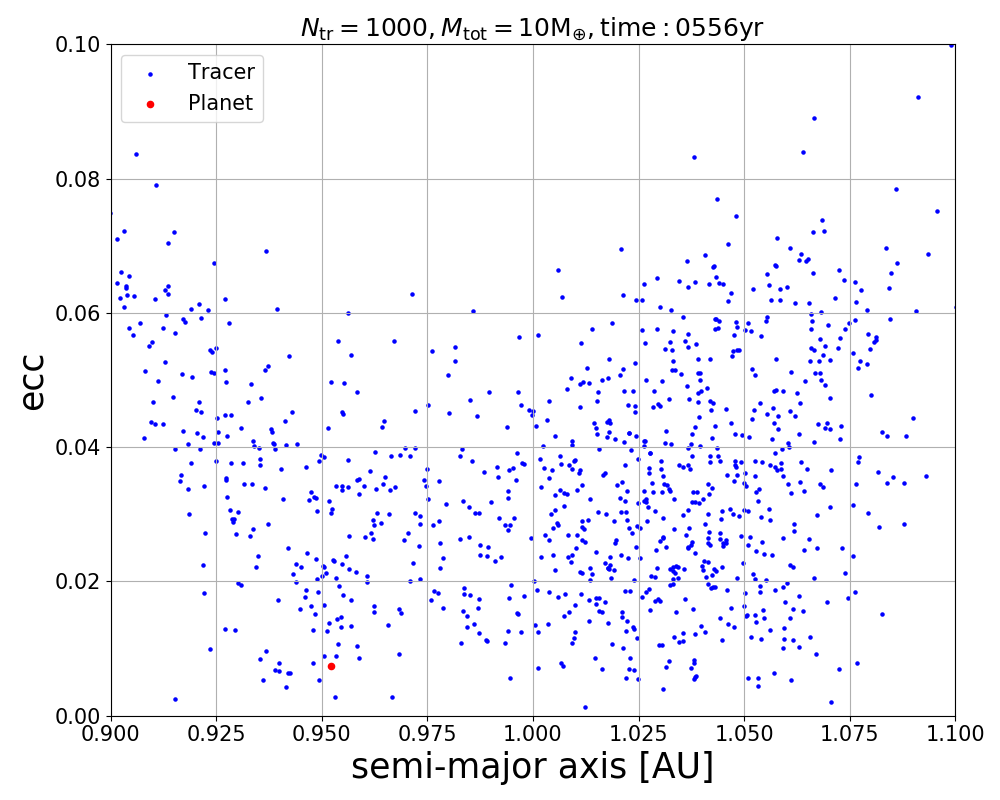 N_tr = 1000, M_tot = 10M_⊕, time : 0556yr
Tracer
Planet
ecc
0.10
0.08
0.06
0.04
0.02
0.00
0.900 0.925 0.950 0.975 1.000 1.025 1.050 1.075 1.100
semi-major axis [AU]